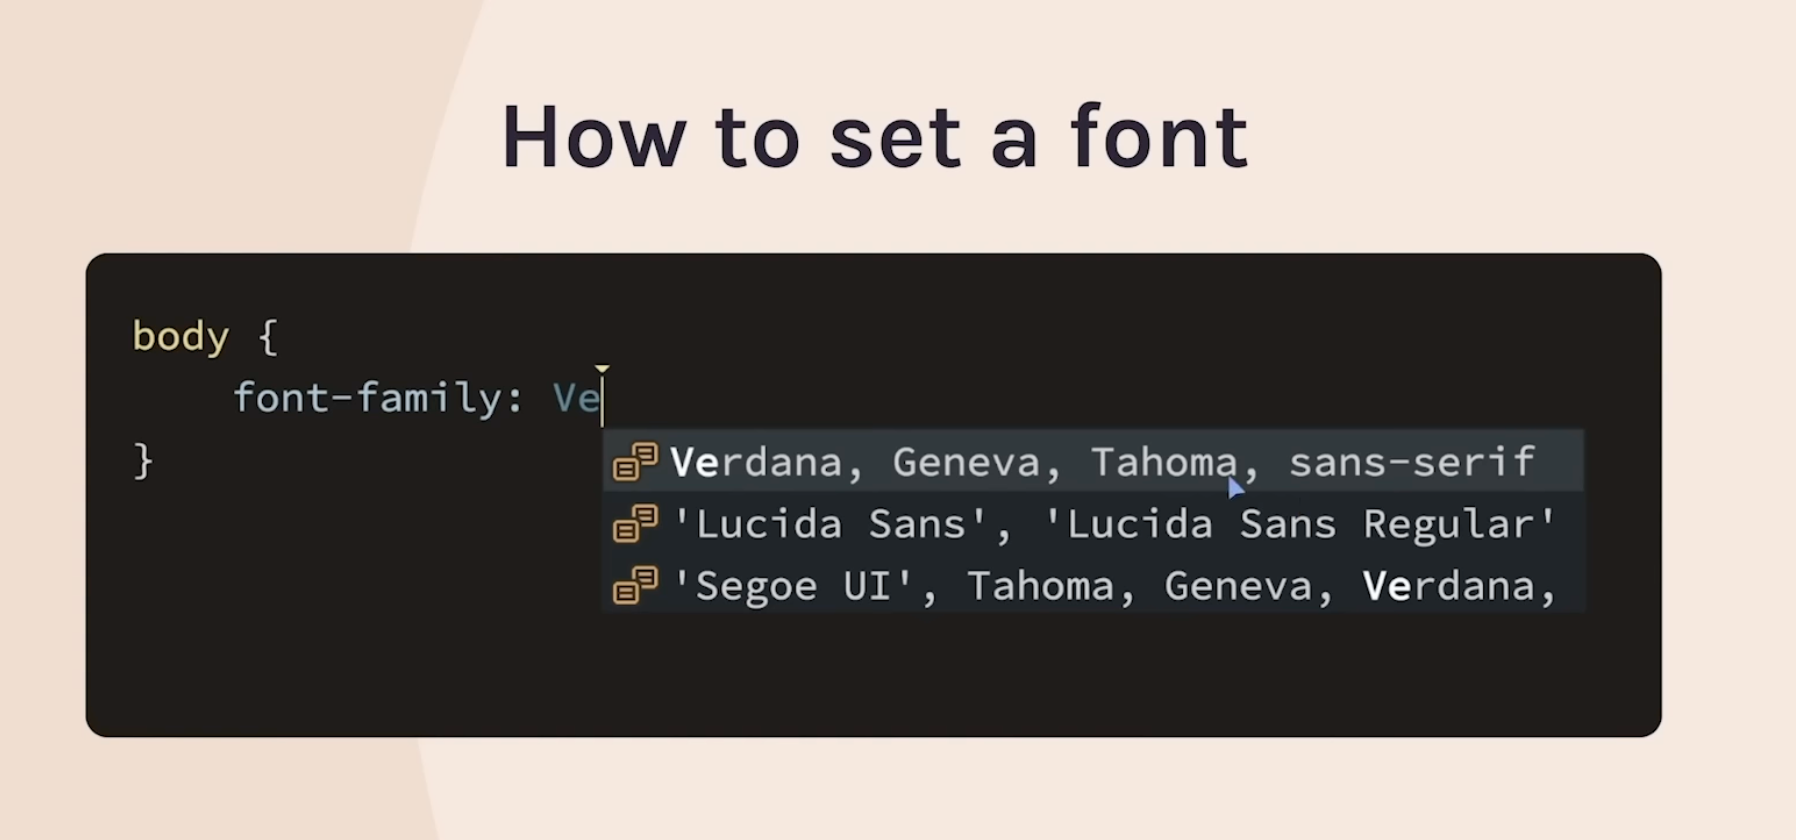 How to set a font
body {
font-family: Ve
Verdana, Geneva, Tahoma, sans-serif
'Lucida Sans', 'Lucida Sans Regular'
'Segoe UI', Tahoma, Geneva, Verdana,
}